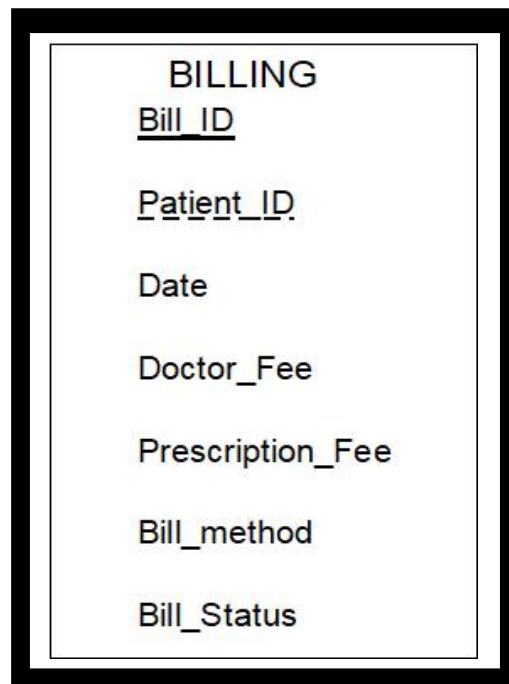 BILLING
Bill_ID
Patient_ID
Date
Doctor_Fee
Prescription_Fee
Bill_method
Bill_Status